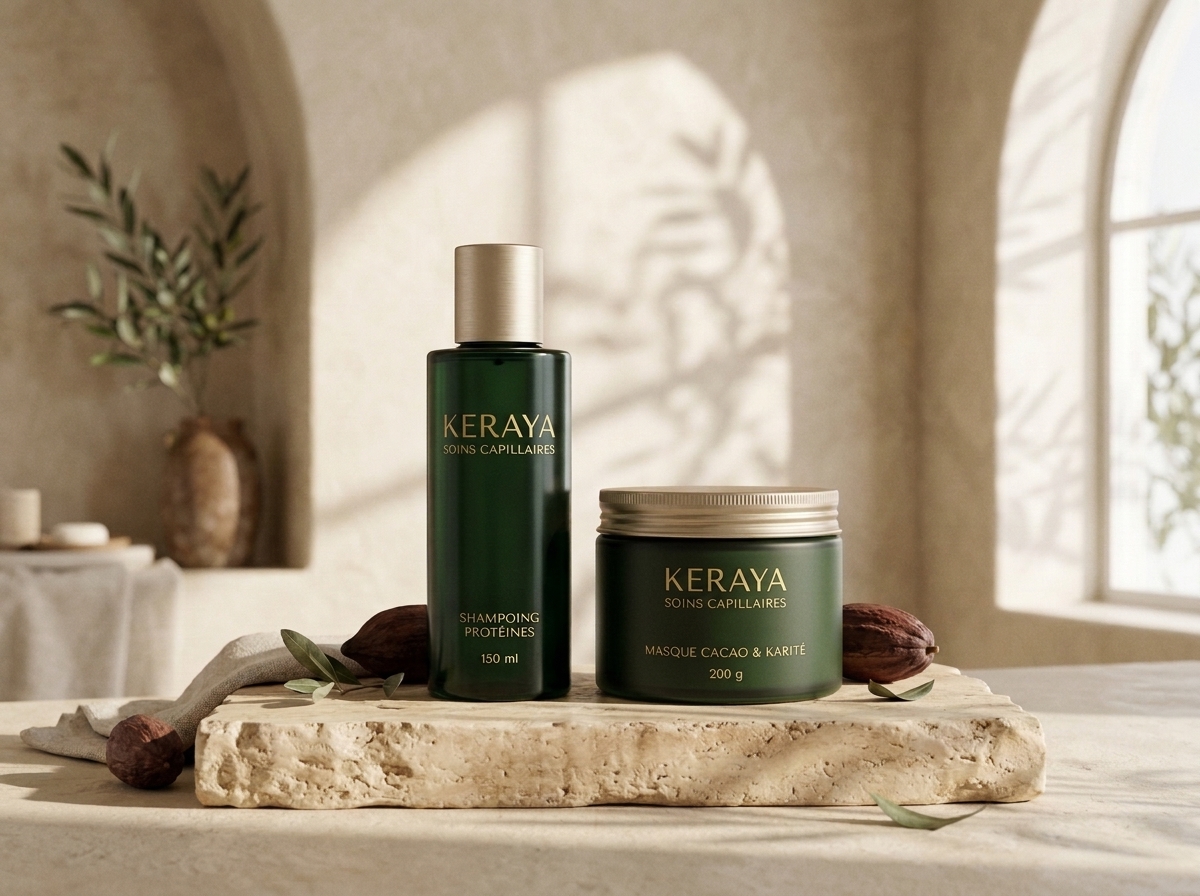 KERAYA
SOINS CAPILLAIRES
SHAMPOING
PROTÉINES
150 ml
KERAYA
SOINS CAPILLAIRES
MASQUE CACAO & KARITÉ
200 g